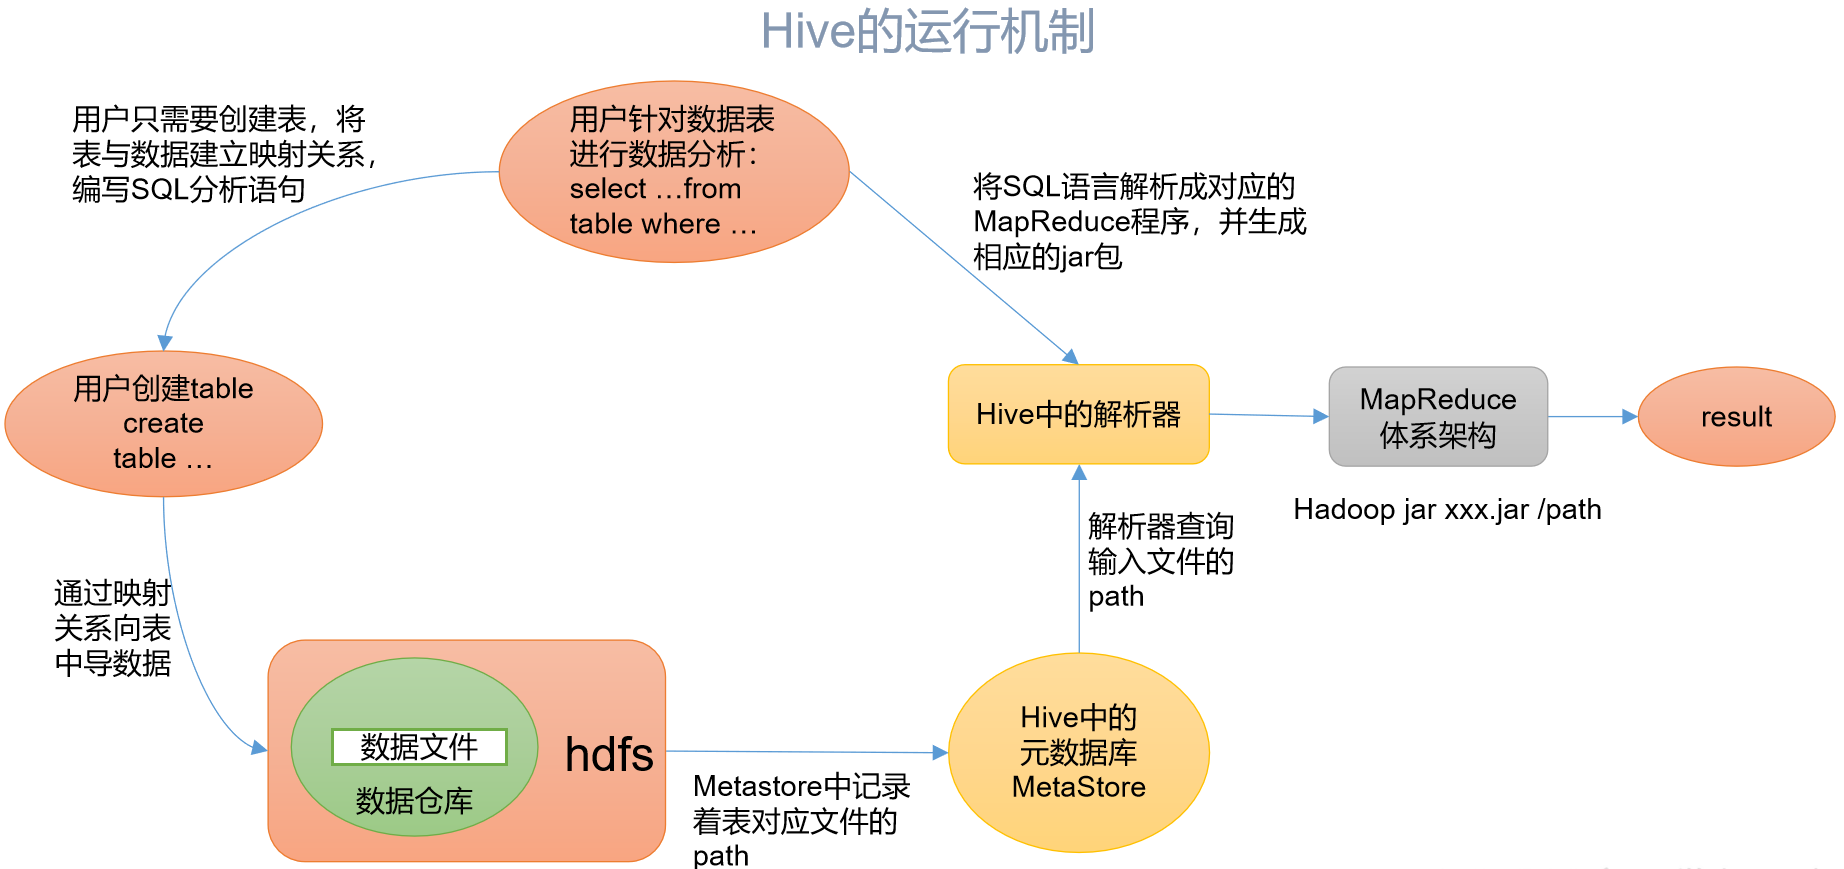 Hive的运行机制
用户只需要创建表，将
表与数据建立映射关系，
编写SQL分析语句
用户针对数据表
进行数据分析：
select …from
table where …
将SQL语言解析成对应的
MapReduce程序，并生成
相应的jar包
用户创建table
create
table …
Hive中的解析器
MapReduce
体系架构
result
Hadoop jar xxx.jar /path
解析器查询
输入文件的
path
通过映射
关系向表
中导数据
数据文件
数据仓库
hdfs
Metastore中记录
着表对应文件的
path
Hive中的
元数据库
MetaStore